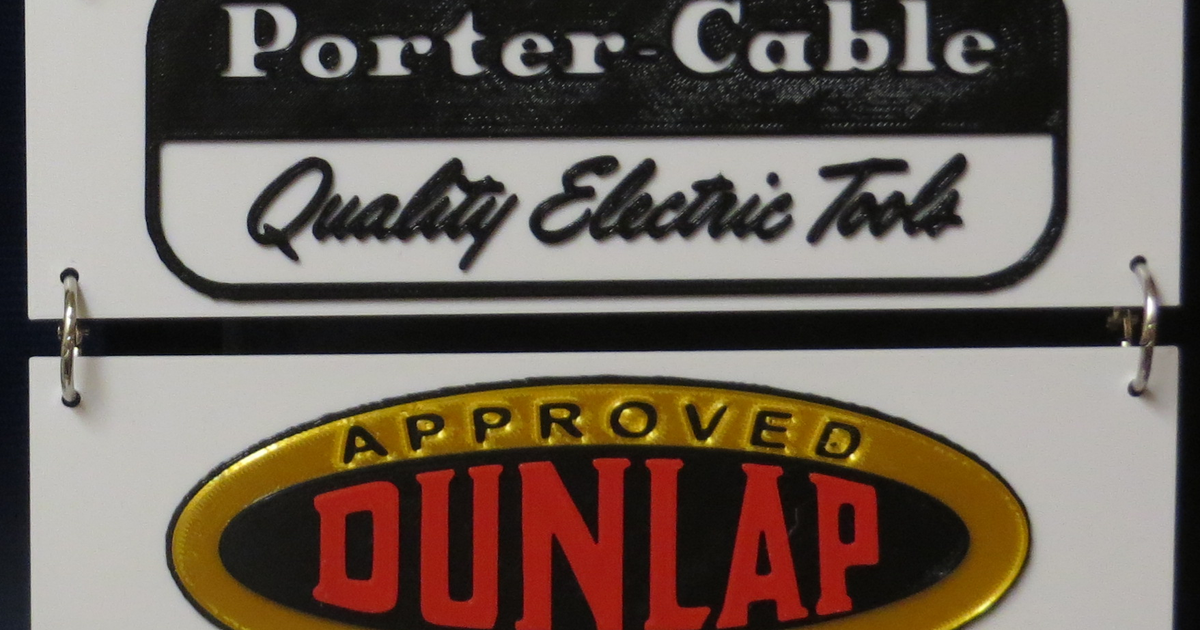 Porter-Cable
Quality Electric Tools
APPROVED
DUNLAP